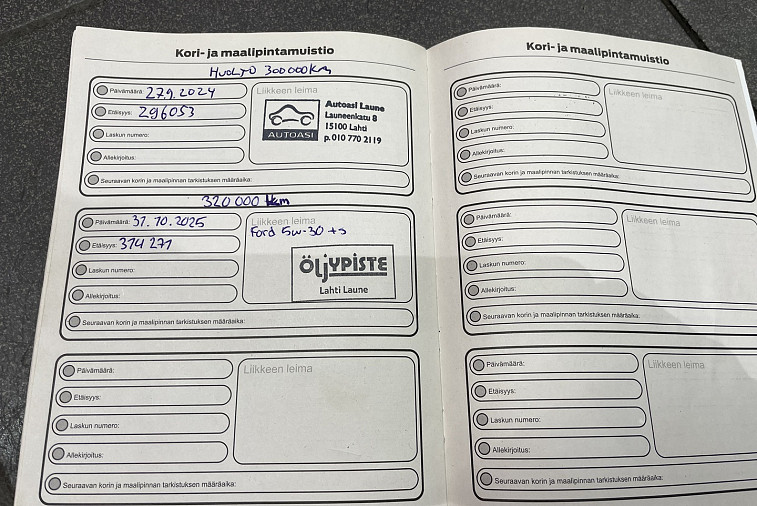 Kori- ja maalipintamuistio
HUOLTO 300 000 km
Päivämäärä: 27.9.2024
Etäisyys: 296053
Laskun numero:
Allekirjoitus:
Liikkeen leima
AUTOASI
Autoasi Laune
Launeenkatu 8
15100 Lahti
p.010 770 2119
Seuraavan korin ja maalipinnan tarkistuksen määräaika:
320 000 km
Päivämäärä: 31.10.2025
Etäisyys: 314 271
Laskun numero:
Allekirjoitus:
Liikkeen leima
Ford 5w-30 + s
ÖljYPISTE
Lahti Laune
Seuraavan korin ja maalipinnan tarkistuksen määräaika:
Päivämäärä:
Etäisyys:
Laskun numero:
Allekirjoitus:
Liikkeen leima
Seuraavan korin ja maalipinnan tarkistuksen määräaika:
Kori- ja maalipintamuistio
Päivämäärä:
Etäisyys:
Laskun numero:
Allekirjoitus:
Liikkeen leima
Seuraavan korin ja maalipinnan tarkistuksen määräaika:
Päivämäärä:
Etäisyys:
Laskun numero:
Allekirjoitus:
Liikkeen leima
Seuraavan korin ja maalipinnan tarkistuksen määräaika:
Päivämäärä:
Etäisyys:
Laskun numero:
Allekirjoitus:
Liikkeen leima
Seuraavan korin ja maalipinnan tarkistuksen määräaika: